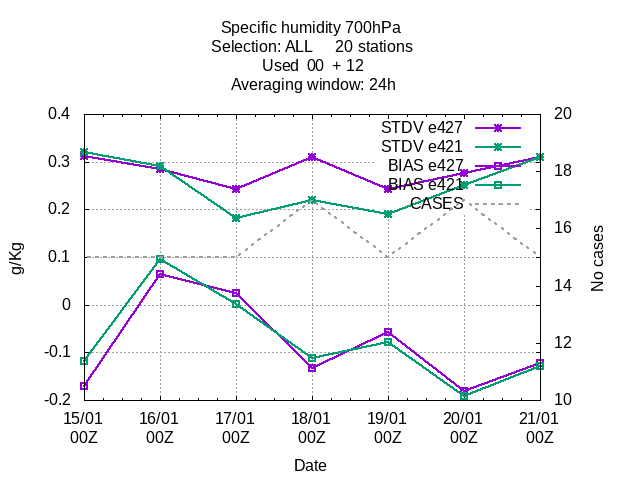 Specific humidity 700hPa
Selection: ALL     20 stations
Used  00  + 12
Averaging window: 24h
0.4
0.3
0.2
0.1
0
-0.1
-0.2
g/Kg
20
18
16
14
12
10
No cases
STDV e427
STDV e421
BIAS e427
BIAS e421
CASES
15/01 16/01 17/01 18/01 19/01 20/01 21/01
00Z 00Z 00Z 00Z 00Z 00Z 00Z
Date